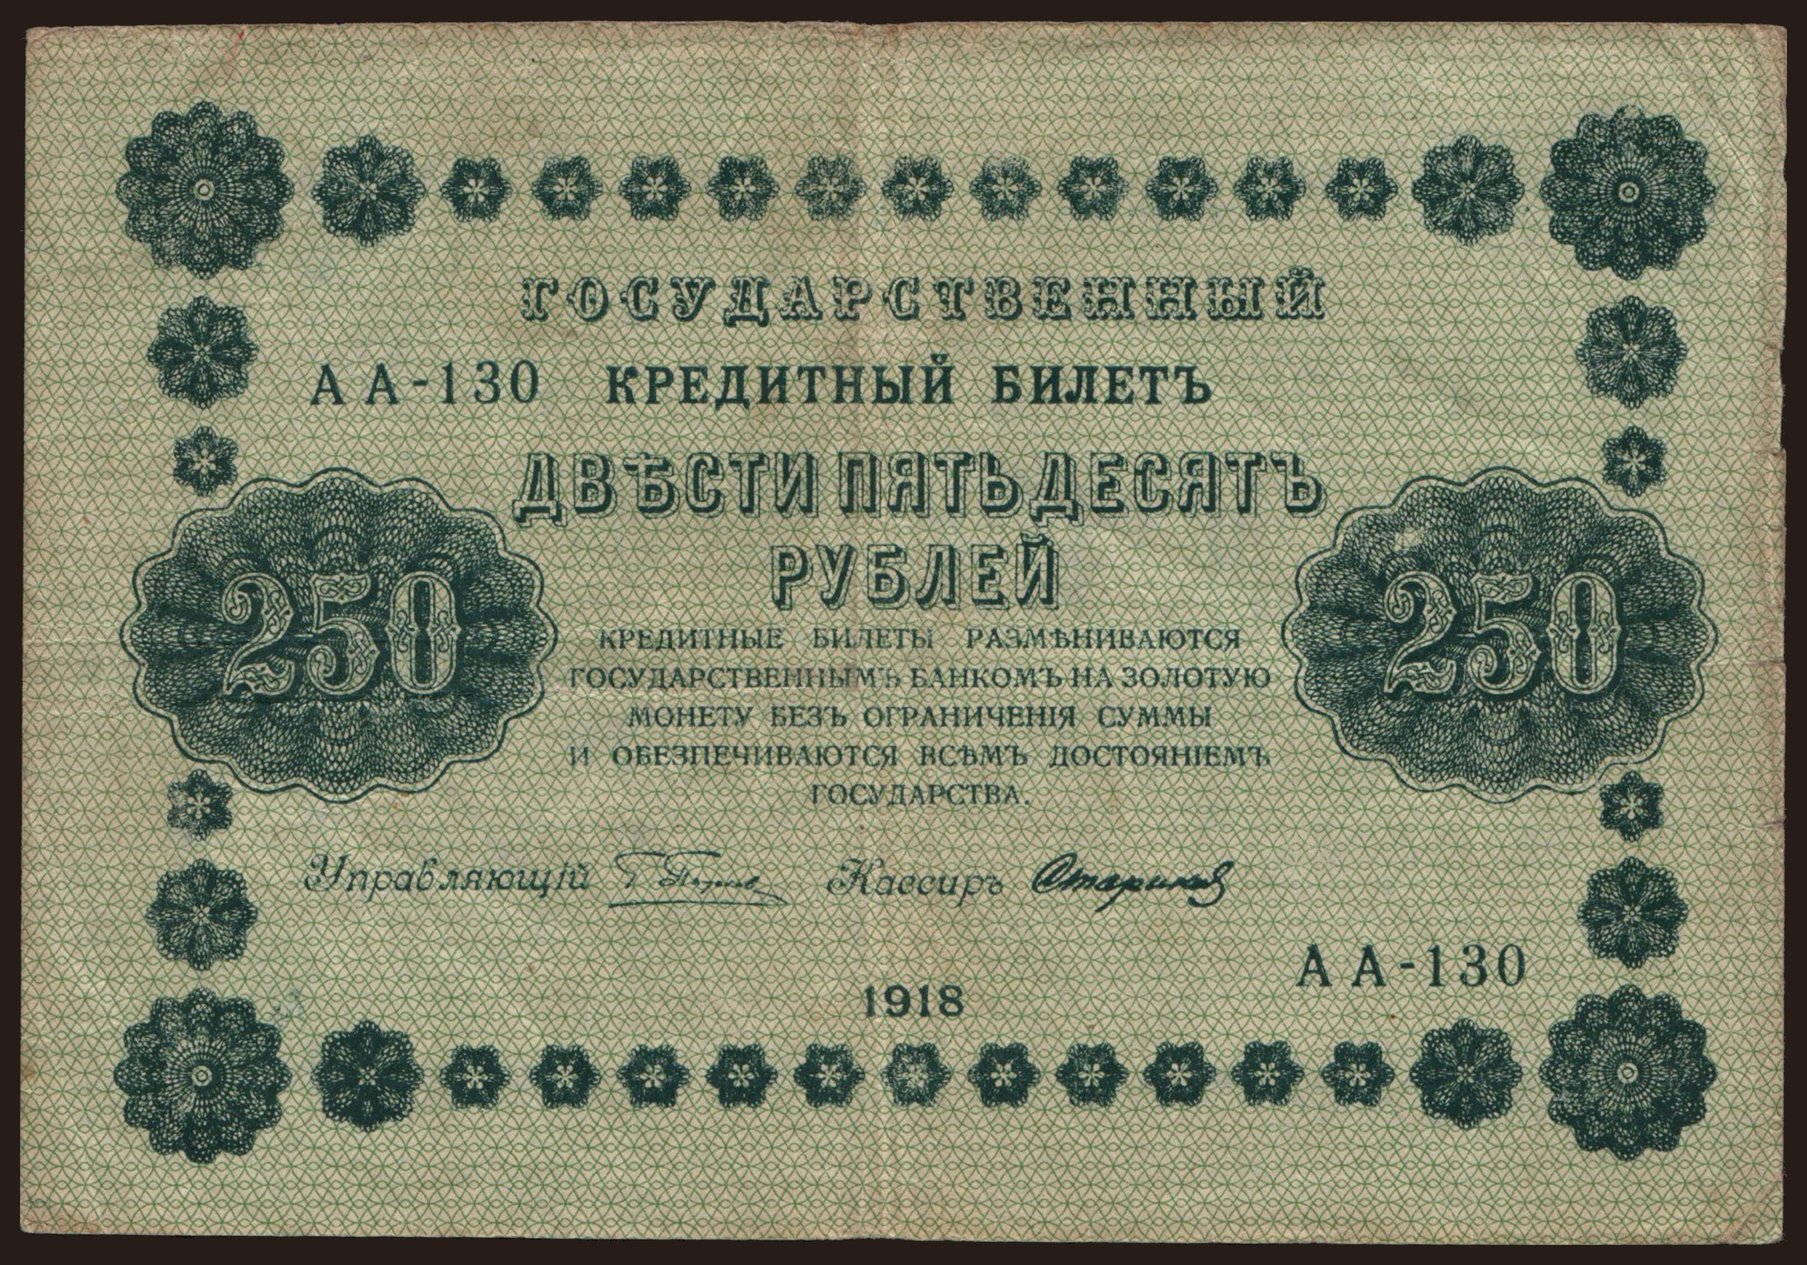 ГОСУДАРСТВЕННЫЙ
АА-130 КРЕДИТНЫЙ БИЛЕТЪ
ДВѢСТИ ПЯТЬДЕСЯТЪ
РУБЛЕЙ
250
250
КРЕДИТНЫЕ БИЛЕТЫ РАЗМѢНИВАЮТСЯ
ГОСУДАРСТВЕННЫМЪ БАНКОМЪ НА ЗОЛОТУЮ
МОНЕТУ БЕЗЪ ОГРАНИЧЕНІЯ СУММЫ
И ОБЕЗПЕЧИВАЮТСЯ ВСѢМЪ ДОСТОЯНІЕМЪ
ГОСУДАРСТВА.
Управляющій Кассиръ
АА-130
1918